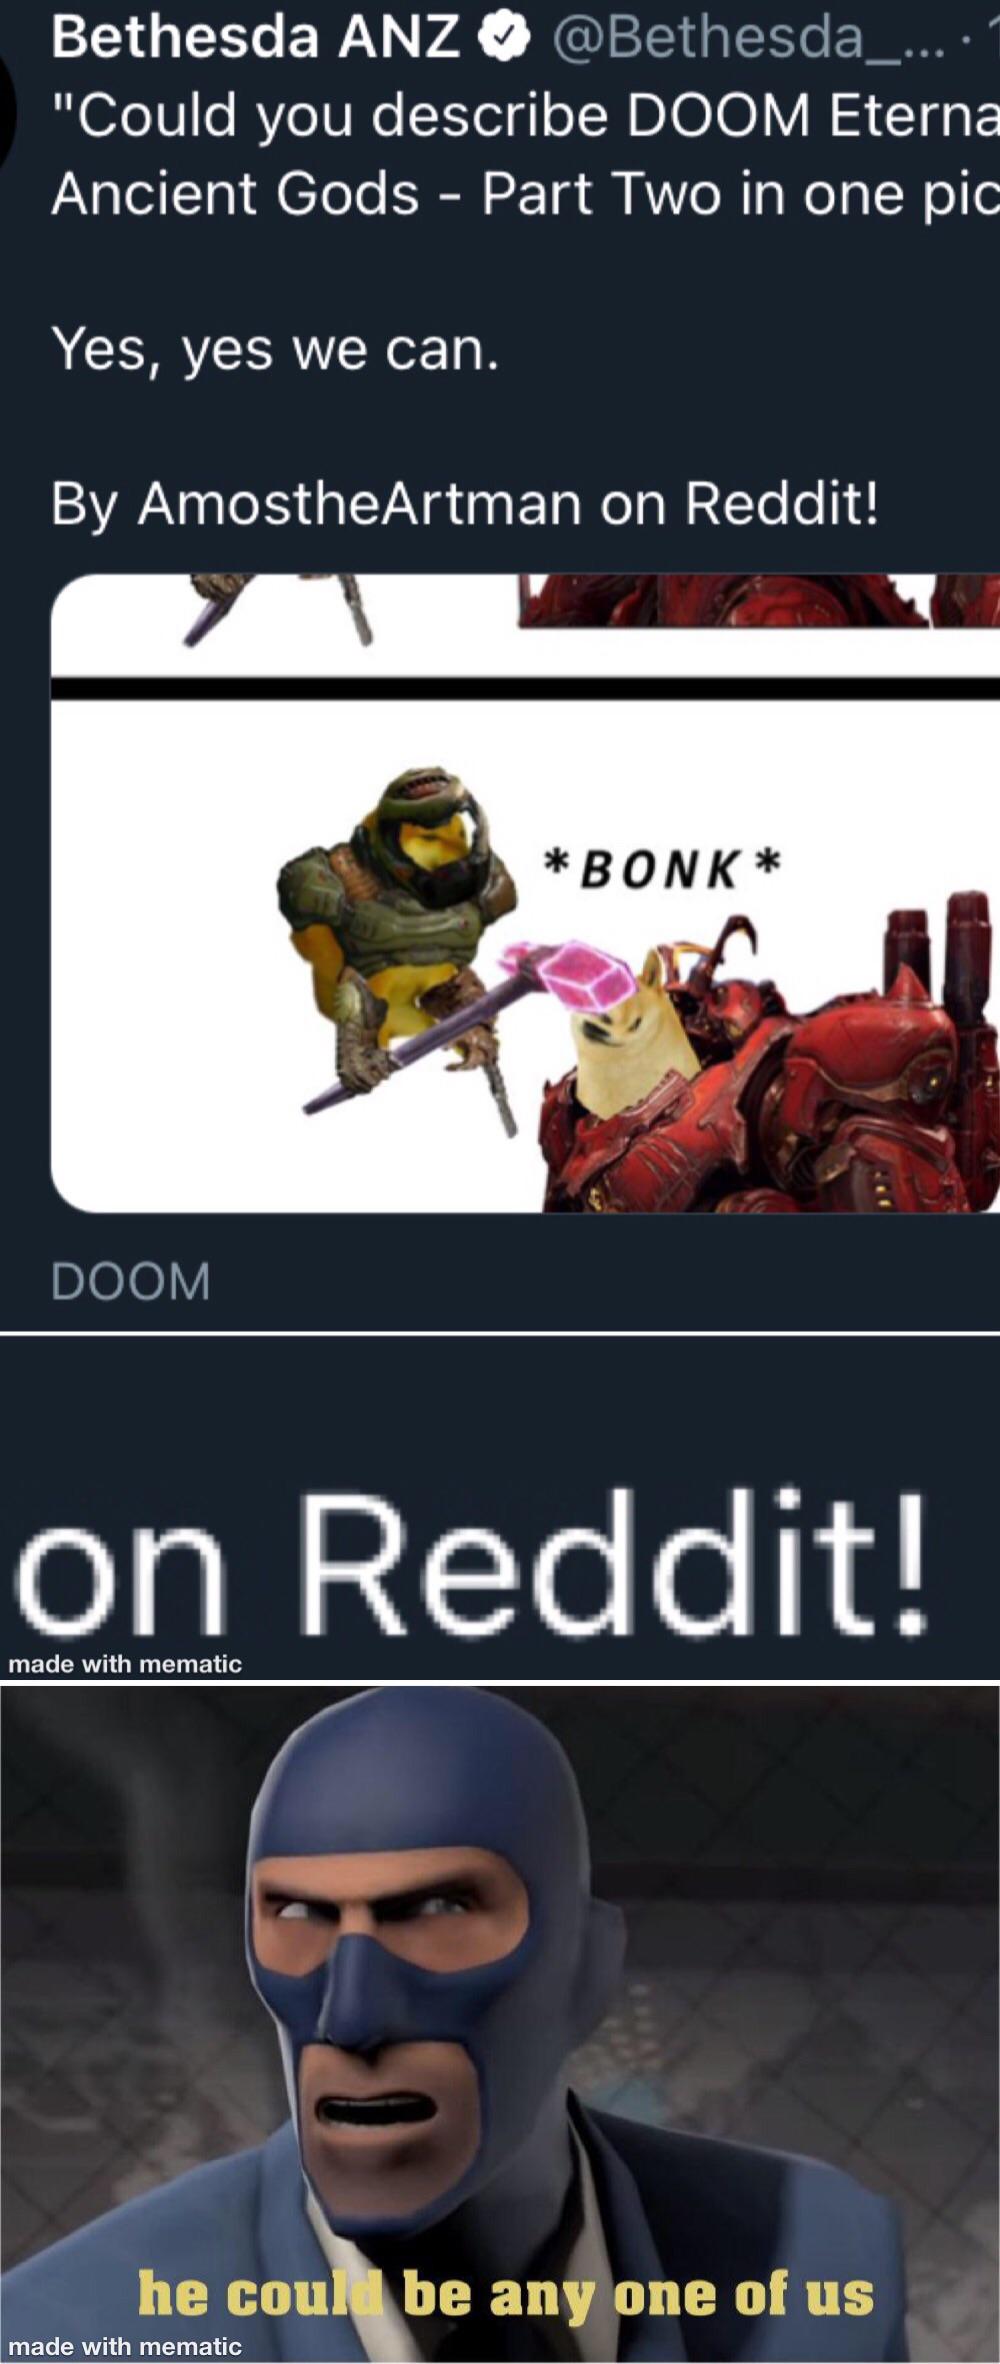 Bethesda ANZ @Bethesda_... ·
"Could you describe DOOM Eterna
Ancient Gods - Part Two in one pic
Yes, yes we can.
By AmostheArtman on Reddit!
*BONK*
DOOM
on Reddit!
made with mematic
he could be any one of us
made with mematic